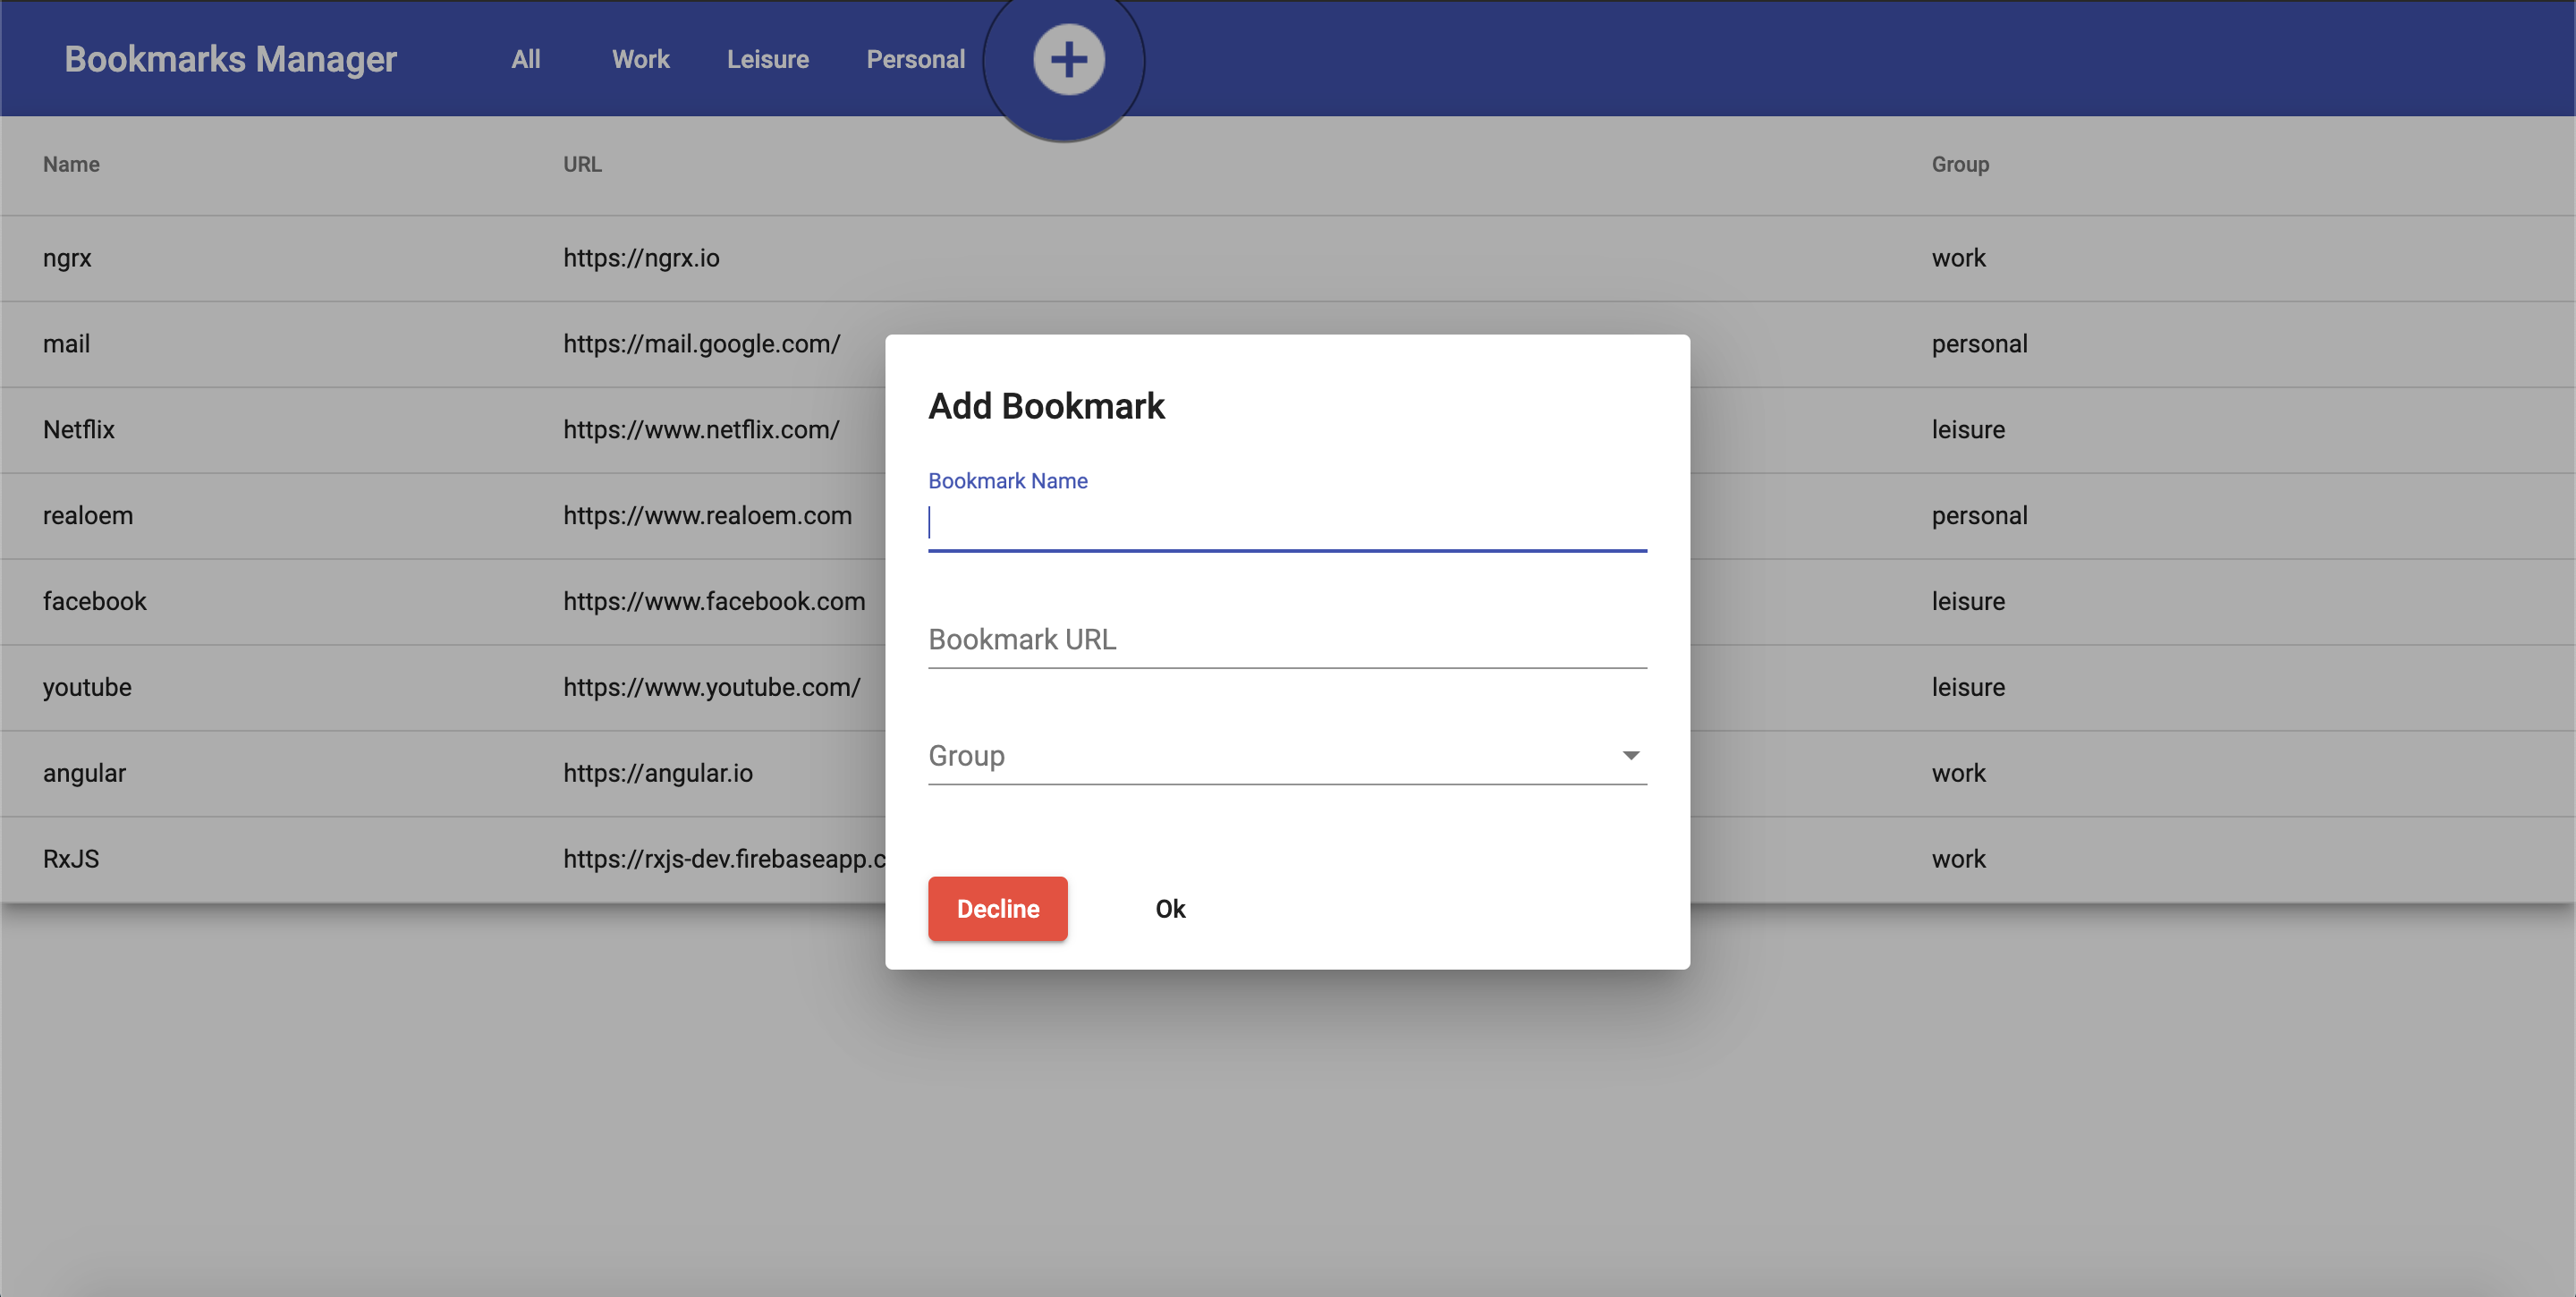 Bookmarks Manager All Work Leisure Personal
Name URL Group
ngrx https://ngrx.io work
mail https://mail.google.com/ personal
Netflix https://www.netflix.com/ leisure
realoem https://www.realoem.com personal
facebook https://www.facebook.com leisure
youtube https://www.youtube.com/ leisure
angular https://angular.io work
RxJS https://rxjs-dev.firebaseapp.c work
Add Bookmark
Bookmark Name
Bookmark URL
Group
Decline Ok